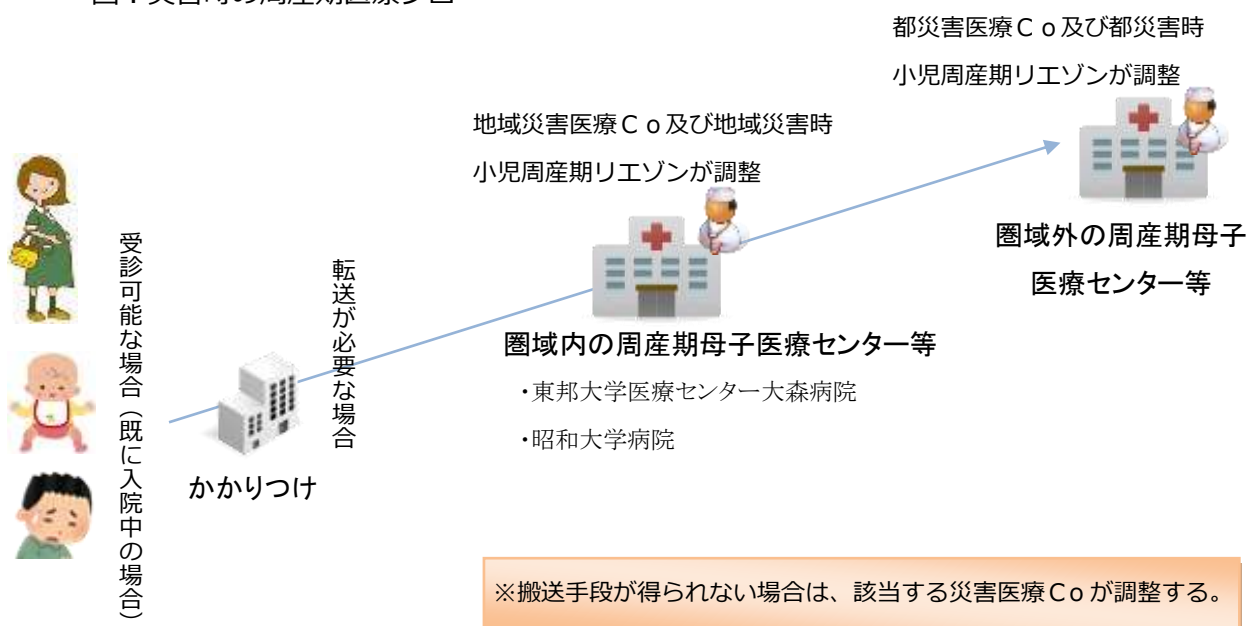 都災害医療Ｃｏ及び都災害時
小児周産期リエゾンが調整
地域災害医療Ｃｏ及び地域災害時
小児周産期リエゾンが調整
受診可能な場合（既に入院中の場合）
転送が必要な場合
圏域外の周産期母子
医療センター等
圏域内の周産期母子医療センター等
・東邦大学医療センター大森病院
・昭和大学病院
かかりつけ
※搬送手段が得られない場合は、該当する災害医療Ｃｏが調整する。